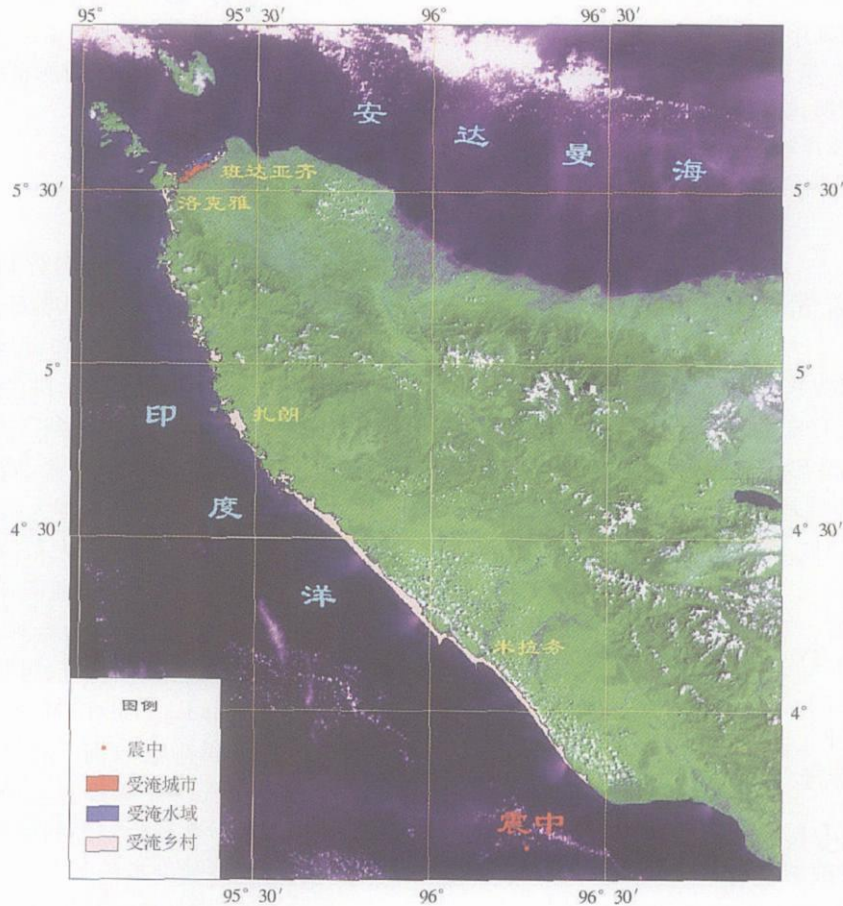 95°
95° 30′
96°
96° 30′
安达曼海
班达亚齐
5° 30′
5° 30′
洛克雅
5°
5°
印度洋
扎朗
4° 30′
4° 30′
米拉务
图例
4°
震中
受淹城市
受淹水域
受淹乡村
震中
95°
95° 30′
96°
96° 30′